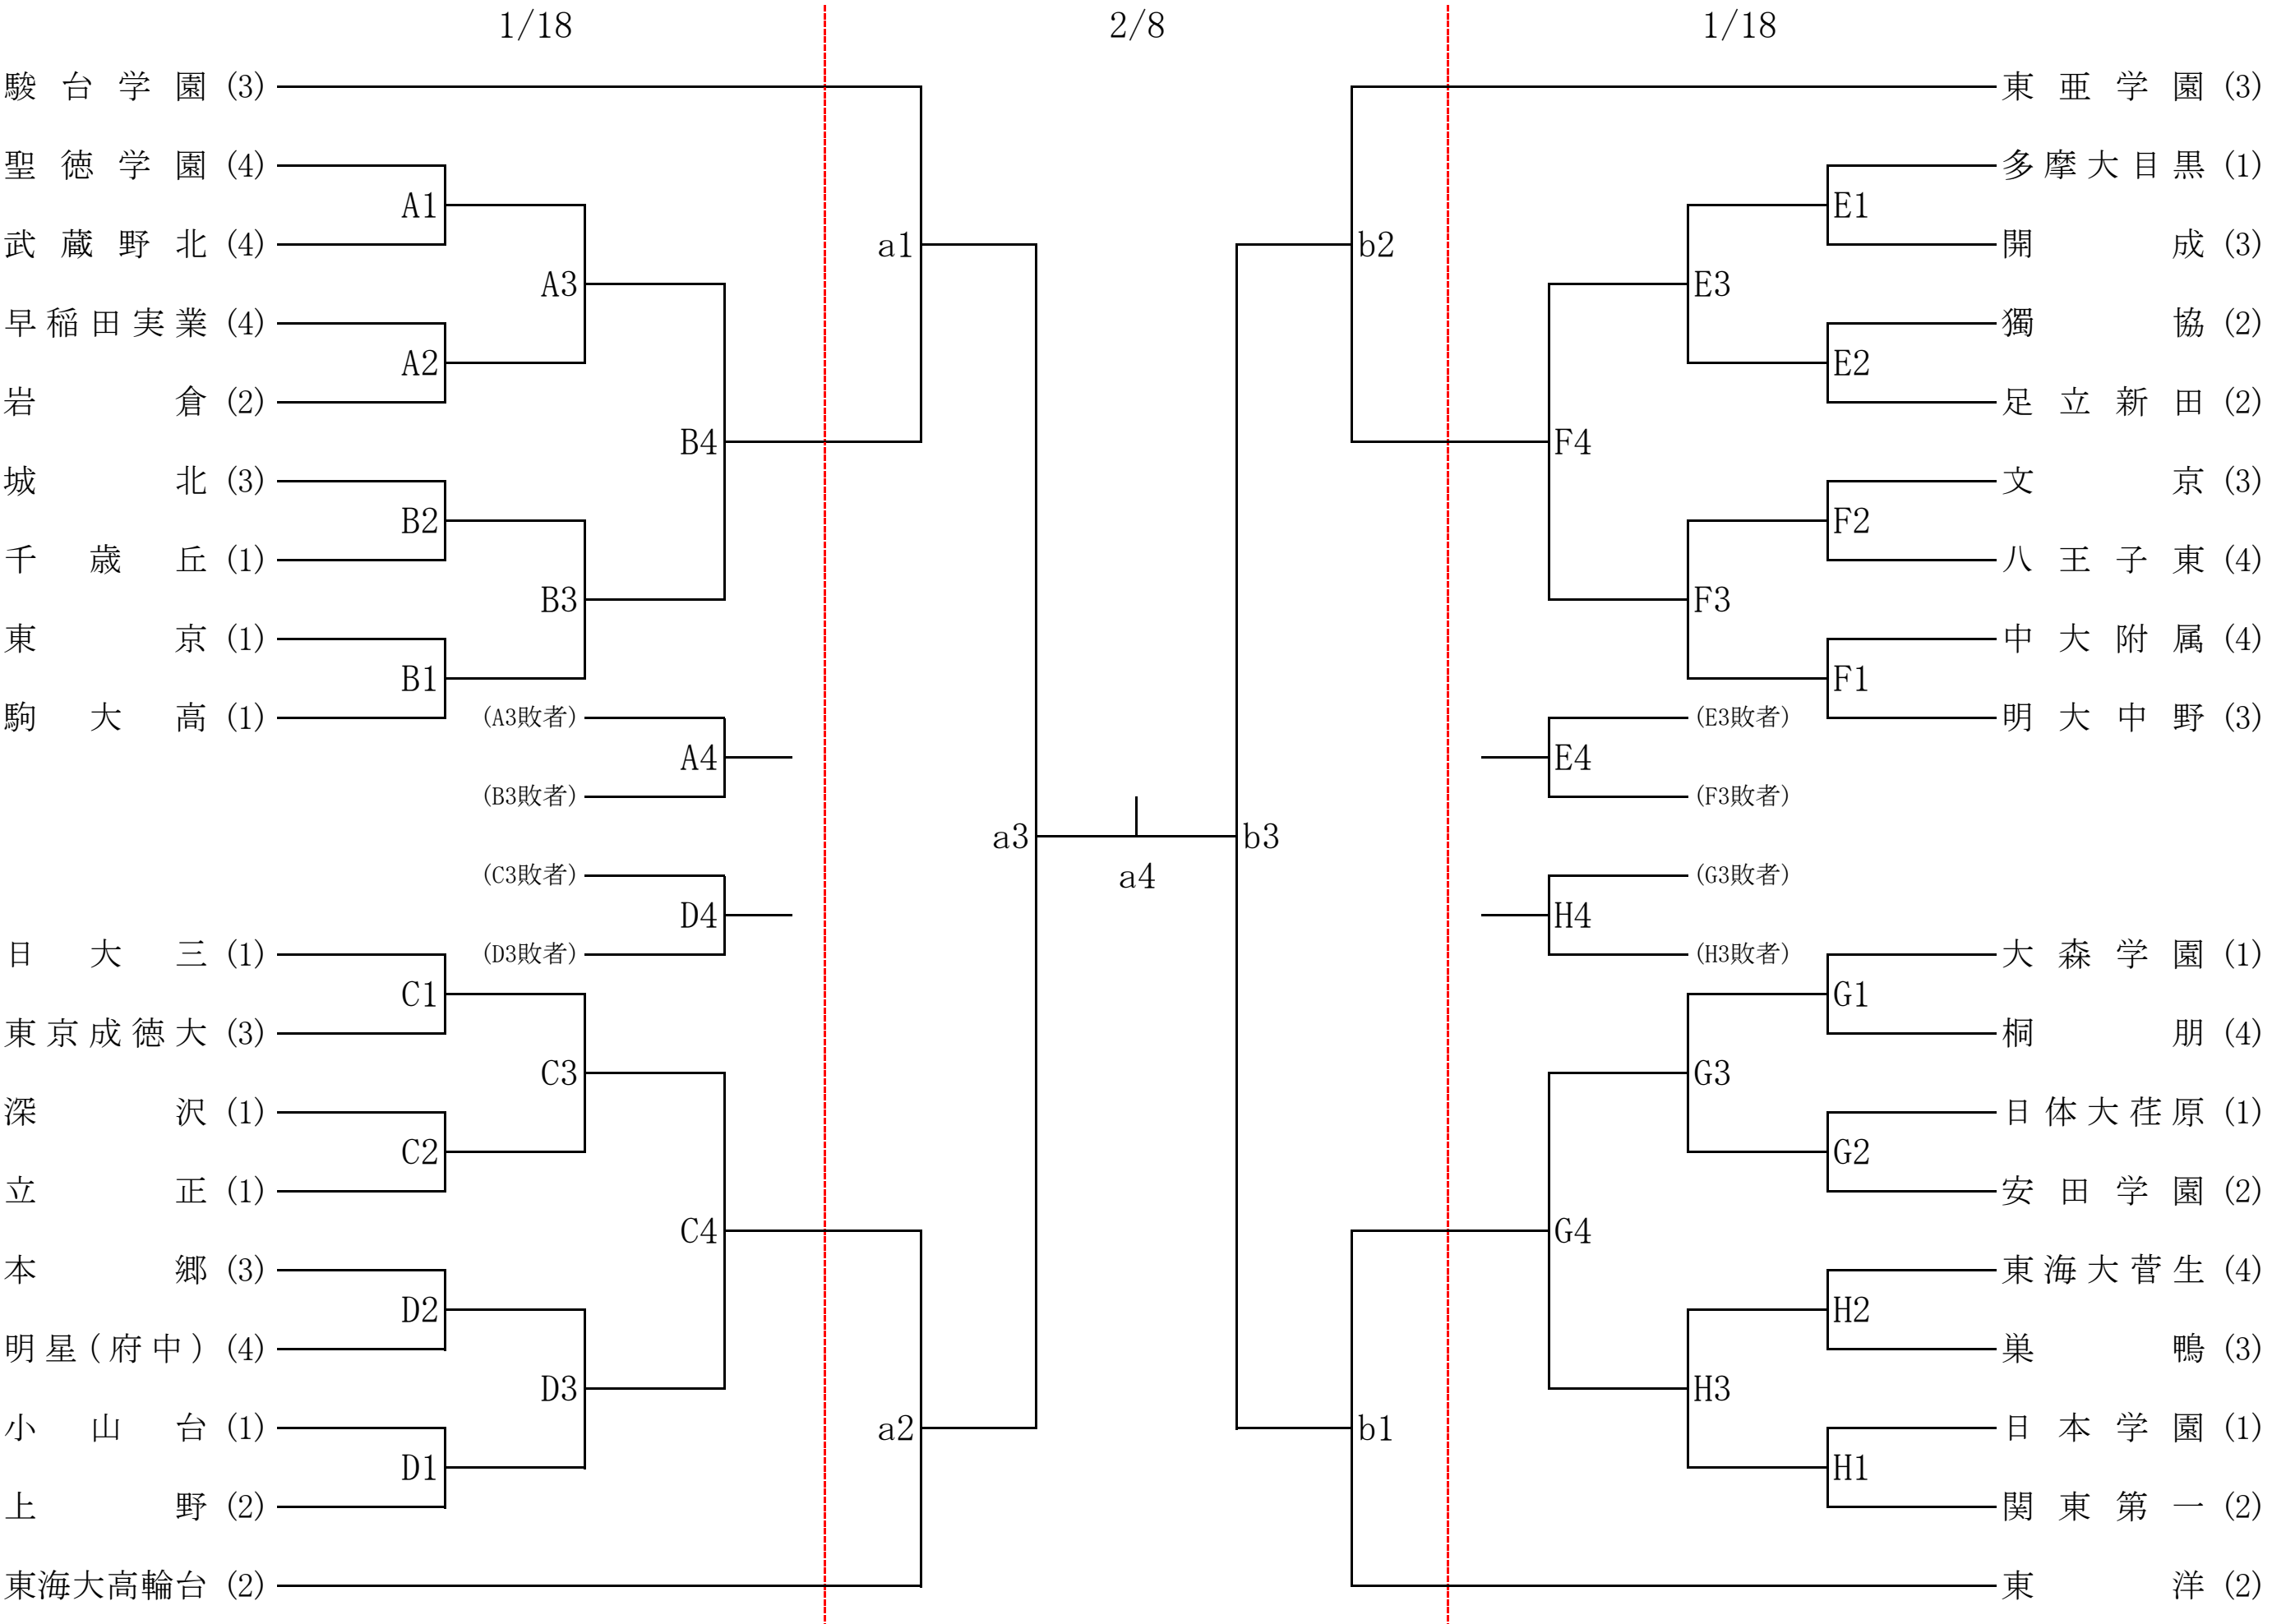 1/18 2/8 1/18
駿台学園 (3) 東亜学園 (3)
聖徳学園 (4) 多摩大目黒 (1)
A1 E1
武蔵野北 (4) a1 b2 開成 (3)
A3 E3
早稲田実業 (4) 獨協 (2)
A2 E2
岩倉 (2) 足立新田 (2)
B4 F4
城北 (3) 文京 (3)
B2 F2
千歳丘 (1) 八王子東 (4)
B3 F3
東京 (1) 中大附属 (4)
B1 F1
駒大高 (1) (A3敗者) (E3敗者) 明大中野 (3)
A4 E4
(B3敗者) (F3敗者)
a3 b3
(C3敗者) a4 (G3敗者)
D4 H4
日大三 (1) (D3敗者) (H3敗者) 大森学園 (1)
C1 G1
東京成徳大 (3) 桐朋 (4)
C3 G3
深沢 (1) 日体大荏原 (1)
C2 G2
立正 (1) 安田学園 (2)
C4 G4
本郷 (3) 東海大菅生 (4)
D2 H2
明星(府中) (4) 巣鴨 (3)
D3 H3
小山台 (1) a2 b1 日本学園 (1)
D1 H1
上野 (2) 関東第一 (2)
東海大高輪台 (2) 東洋 (2)